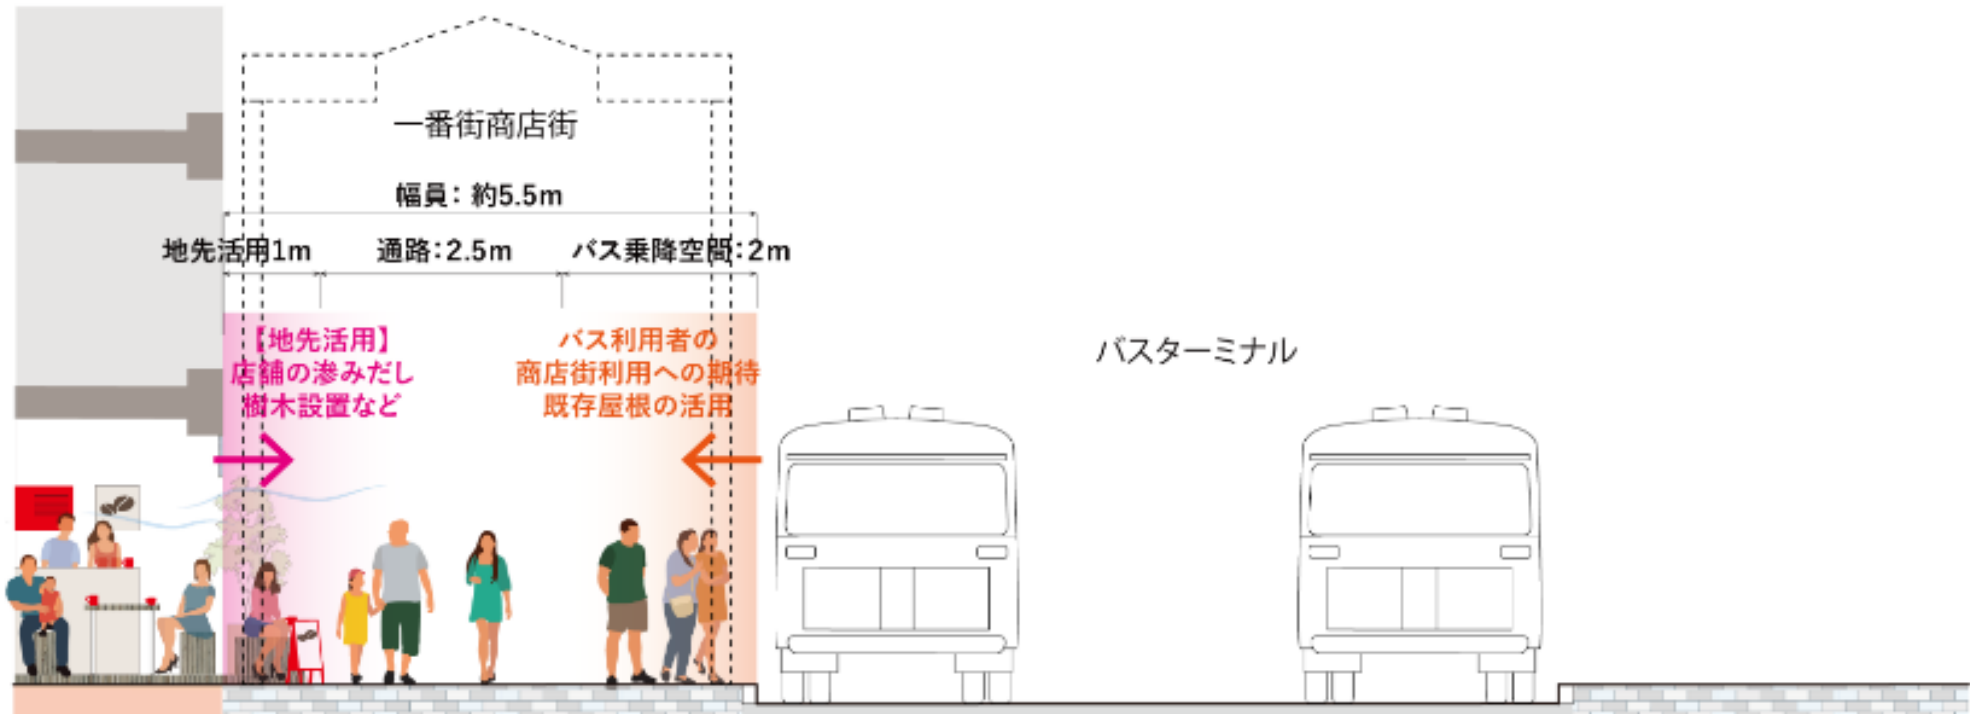 一番街商店街
幅員：約5.5m
地先活用1m
通路：2.5m
バス乗降空間：2m
【地先活用】
店舗の滲みだし
樹木設置など
バス利用者の
商店街利用への期待
既存屋根の活用
バスターミナル